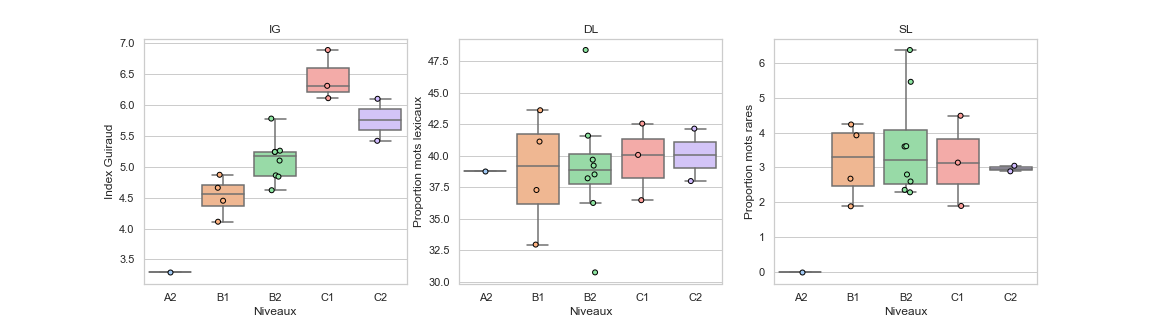 IG
Index Guiraud
7.0
6.5
6.0
5.5
5.0
4.5
4.0
3.5
A2 B1 B2 C1 C2
Niveaux
DL
Proportion mots lexicaux
47.5
45.0
42.5
40.0
37.5
35.0
32.5
30.0
A2 B1 B2 C1 C2
Niveaux
SL
Proportion mots rares
6
5
4
3
2
1
0
A2 B1 B2 C1 C2
Niveaux